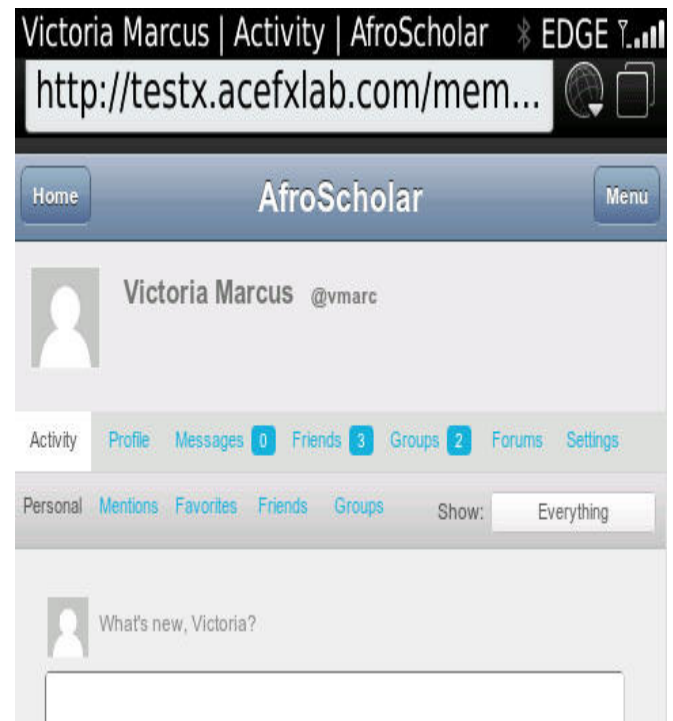 Victoria Marcus | Activity | AfroScholar EDGE
http://testx.acefxlab.com/mem...
Home AfroScholar Menu
Victoria Marcus @vmarc
Activity Profile Messages 0 Friends 3 Groups 2 Forums Settings
Personal Mentions Favorites Friends Groups Show: Everything
What's new, Victoria?